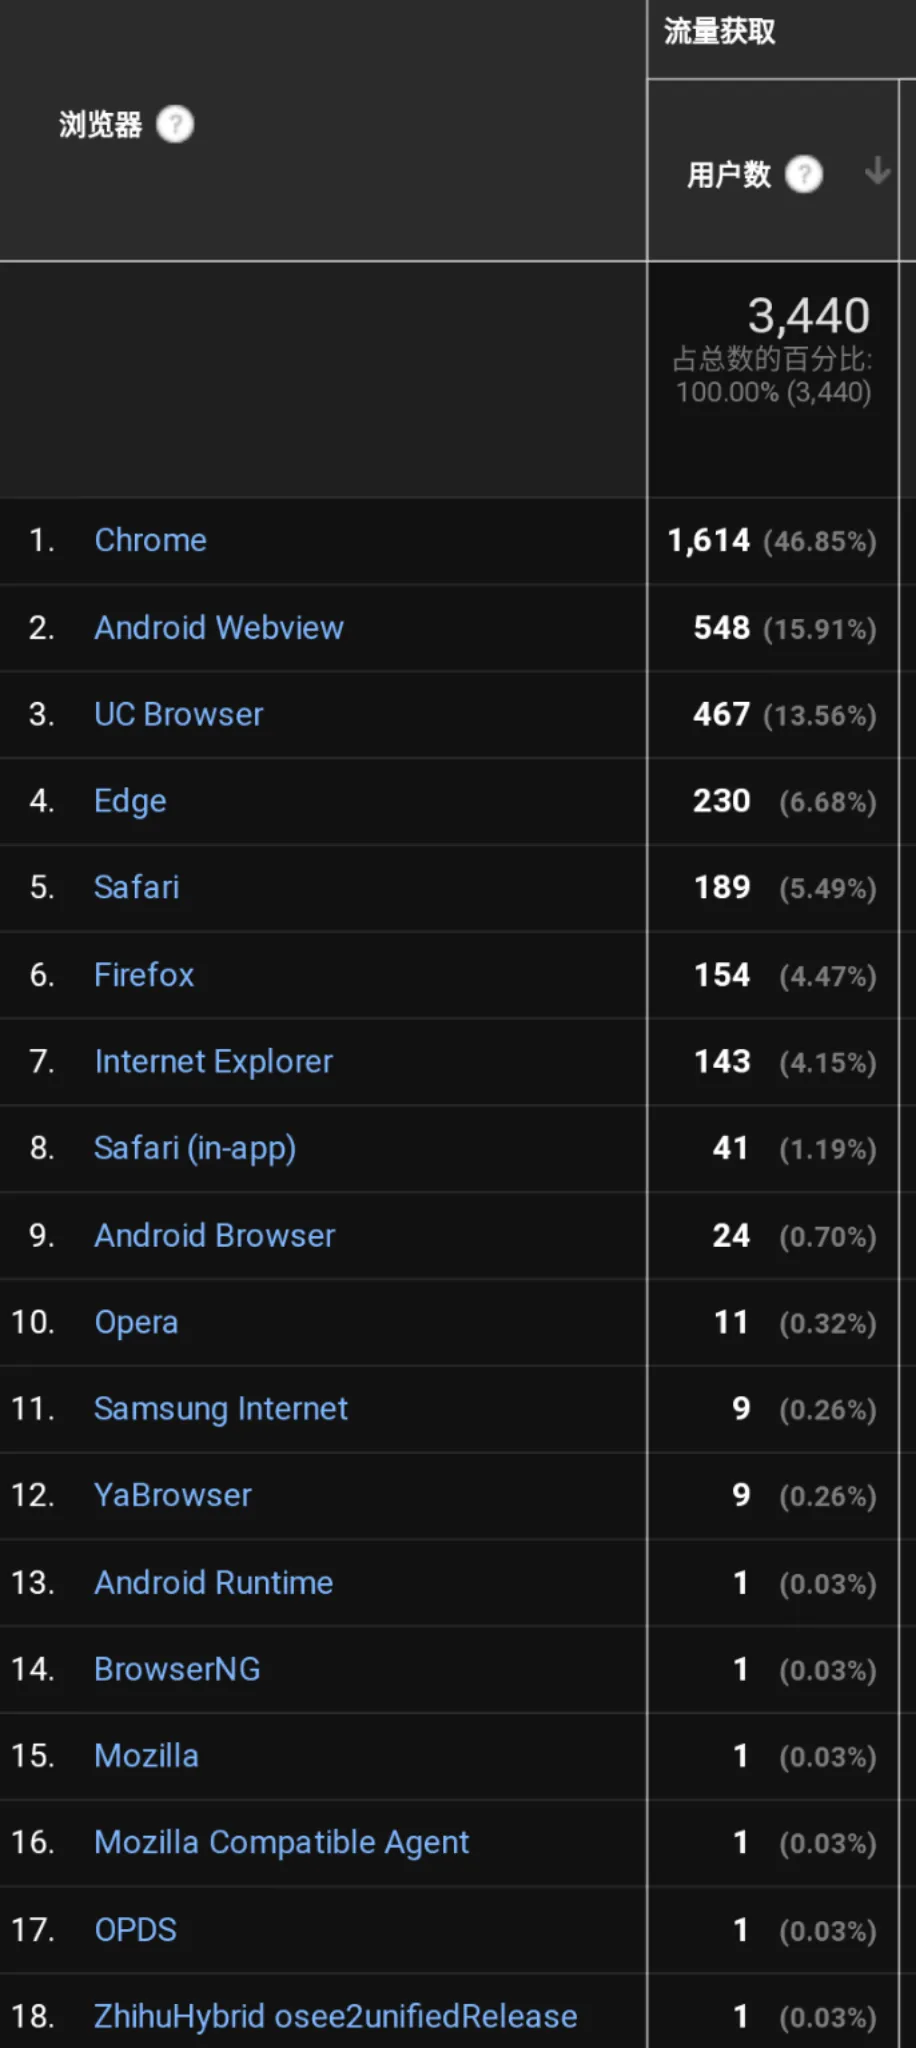 流量获取
浏览器 ?
用户数 ? ↓
3,440
占总数的百分比:
100.00% (3,440)
1. Chrome 1,614 (46.85%)
2. Android Webview 548 (15.91%)
3. UC Browser 467 (13.56%)
4. Edge 230 (6.68%)
5. Safari 189 (5.49%)
6. Firefox 154 (4.47%)
7. Internet Explorer 143 (4.15%)
8. Safari (in-app) 41 (1.19%)
9. Android Browser 24 (0.70%)
10. Opera 11 (0.32%)
11. Samsung Internet 9 (0.26%)
12. YaBrowser 9 (0.26%)
13. Android Runtime 1 (0.03%)
14. BrowserNG 1 (0.03%)
15. Mozilla 1 (0.03%)
16. Mozilla Compatible Agent 1 (0.03%)
17. OPDS 1 (0.03%)
18. ZhihuHybrid osee2unifiedRelease 1 (0.03%)